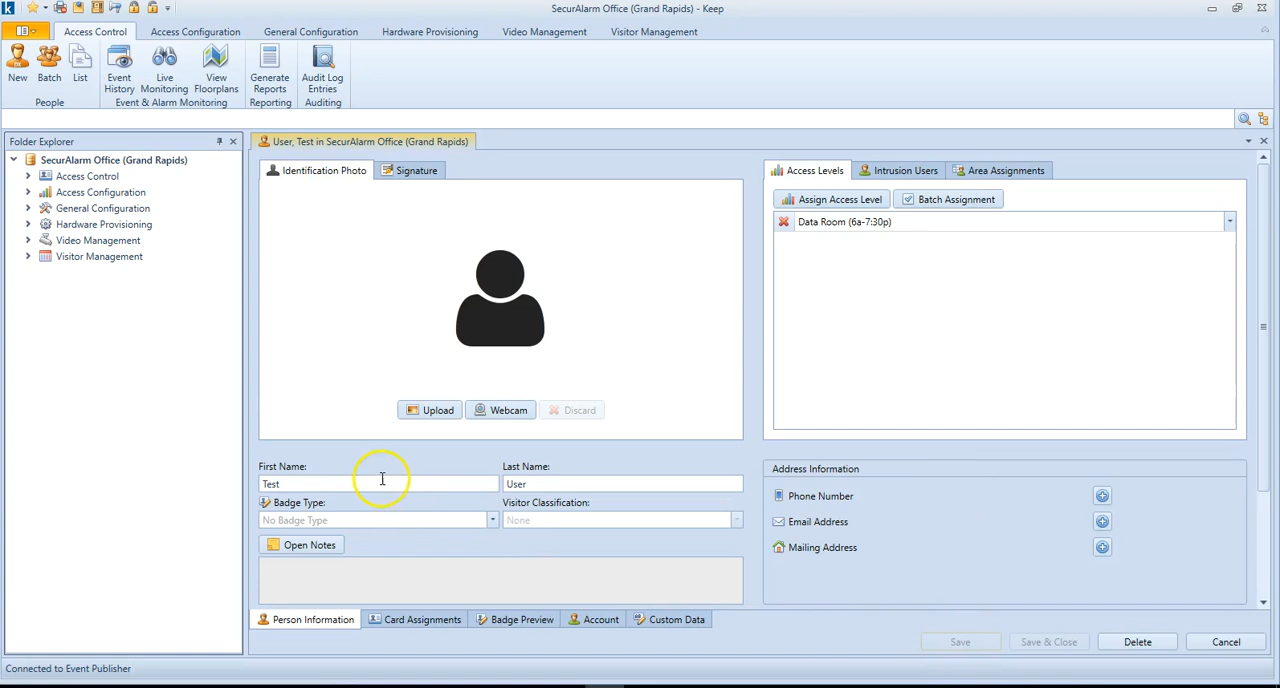 SecurAlarm Office (Grand Rapids) - Keep
Access Control Access Configuration General Configuration Hardware Provisioning Video Management Visitor Management
New Batch List Event History Live Monitoring View Floorplans Generate Reports Audit Log Entries
People Event & Alarm Monitoring Reporting Auditing
Folder Explorer
SecurAlarm Office (Grand Rapids)
Access Control
Access Configuration
General Configuration
Hardware Provisioning
Video Management
Visitor Management
User, Test in SecurAlarm Office (Grand Rapids)
Identification Photo Signature
Upload Webcam Discard
First Name: Last Name:
Test User
Badge Type: Visitor Classification:
No Badge Type None
Open Notes
Access Levels Intrusion Users Area Assignments
Assign Access Level Batch Assignment
Data Room (6a-7:30p)
Address Information
Phone Number
Email Address
Mailing Address
Person Information Card Assignments Badge Preview Account Custom Data
Save Save & Close Delete Cancel
Connected to Event Publisher